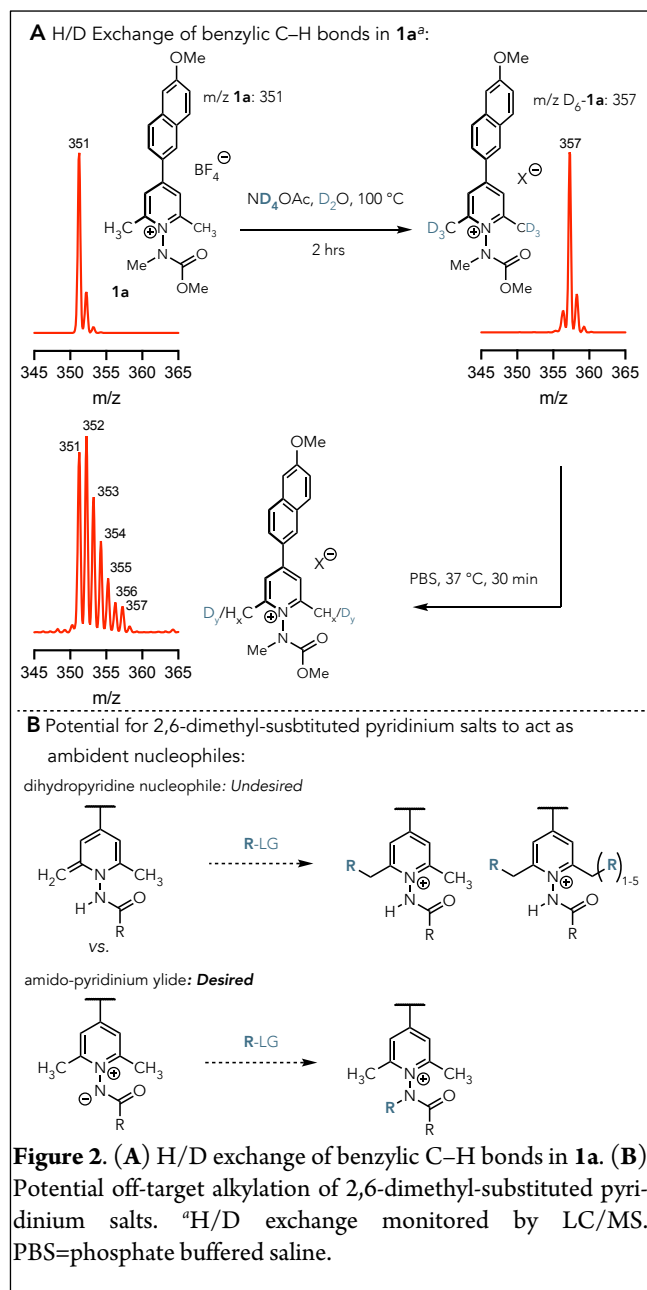 A H/D Exchange of benzylic C–H bonds in 1aᵃ:
OMe
m/z 1a: 351
351
BF₄⊖
H₃C
CH₃
N
⊕
Me
N
O
OMe
1a
345 350 355 360 365
m/z
ND₄OAc, D₂O, 100 °C
2 hrs
OMe
m/z D₆-1a: 357
357
X⊖
D₃C
CD₃
N
⊕
Me
N
O
OMe
345 350 355 360 365
m/z
351
352
353
354
355
356
357
345 350 355 360 365
m/z
OMe
X⊖
Dy/HxC
CHx/Dy
N
⊕
Me
N
O
OMe
PBS, 37 °C, 30 min
B Potential for 2,6-dimethyl-susbtituted pyridinium salts to act as
ambident nucleophiles:
dihydropyridine nucleophile: Undesired
H₂C
CH₃
N
H
N
O
R
R-LG
R
CH₃
N
⊕
H
N
O
R
R
(R)1-5
N
⊕
H
N
O
R
vs.
amido-pyridinium ylide: Desired
H₃C
CH₃
N
⊕
N
⊖
O
R
R-LG
H₃C
CH₃
N
⊕
R
N
O
R
Figure 2. (A) H/D exchange of benzylic C–H bonds in 1a. (B)
Potential off-target alkylation of 2,6-dimethyl-substituted pyri-
dinium salts. ᵃH/D exchange monitored by LC/MS.
PBS=phosphate buffered saline.